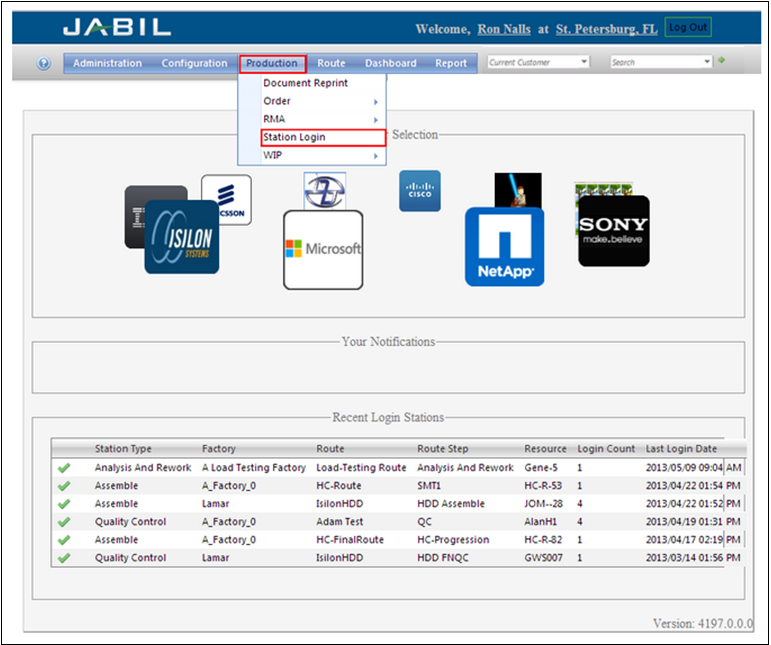 JABIL
Welcome, Ron Nalls at St. Petersburg, FL Log Out
Administration Configuration Production Route Dashboard Report Current Customer Search
Document Reprint
Order
RMA
Station Login
WIP
Selection
CSSON
ISILON
SYSTEMS
Microsoft
CISCO
NetApp
SONY
make.believe
Your Notifications
Recent Login Stations
Station Type Factory Route Route Step Resource Login Count Last Login Date
Analysis And Rework A Load Testing Factory Load-Testing Route Analysis And Rework Gene-5 1 2013/05/09 09:04 AM
Assemble A_Factory_0 HC-Route SMT1 HC-R-53 1 2013/04/22 01:54 PM
Assemble Lamar IsilonHDD HDD Assemble JOM--28 4 2013/04/22 01:52 PM
Quality Control A_Factory_0 Adam Test QC AlanH1 4 2013/04/19 01:31 PM
Assemble A_Factory_0 HC-FinalRoute HC-Progression HC-R-82 1 2013/04/17 02:19 PM
Quality Control Lamar IsilonHDD HDD FNQC GWS007 1 2013/03/14 01:56 PM
Version: 4197.0.0.0